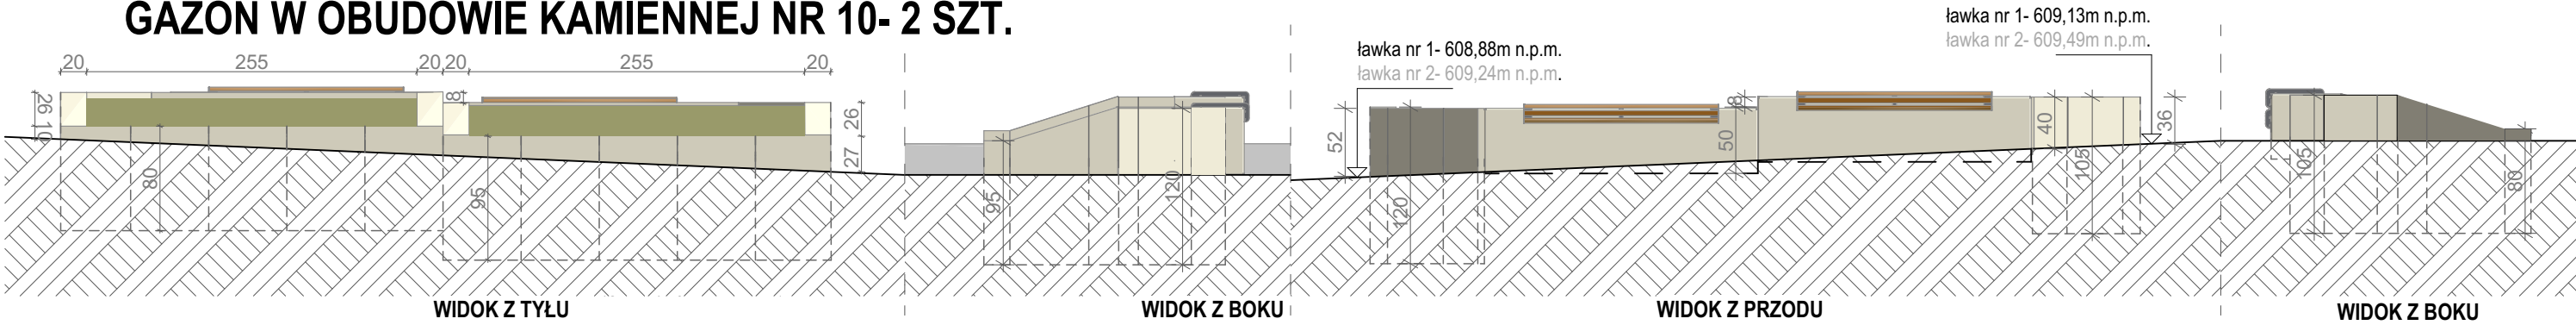 GAZON W OBUDOWIE KAMIENNEJ NR 10- 2 SZT.
ławka nr 1- 609,13m n.p.m.
ławka nr 2- 609,49m n.p.m.
ławka nr 1- 608,88m n.p.m.
ławka nr 2- 609,24m n.p.m.
20 255 20 20 255 20
26
10
8
26
27
80
95
95
120
52
120
50
8
40
105
36
105
80
WIDOK Z TYŁU
WIDOK Z BOKU
WIDOK Z PRZODU
WIDOK Z BOKU